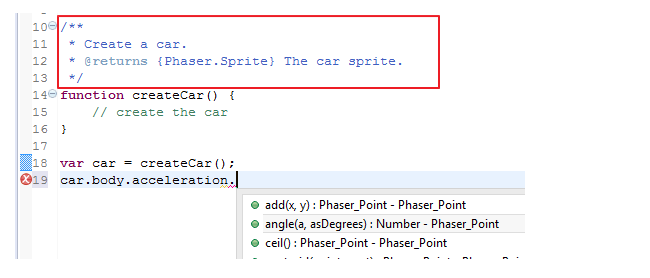 10 /**
11 * Create a car.
12 * @returns {Phaser.Sprite} The car sprite.
13 */
14 function createCar() {
15 // create the car
16 }
17
18 var car = createCar();
19 car.body.acceleration.
add(x, y) : Phaser_Point - Phaser_Point
angle(a, asDegrees) : Number - Phaser_Point
ceil() : Phaser_Point - Phaser_Point